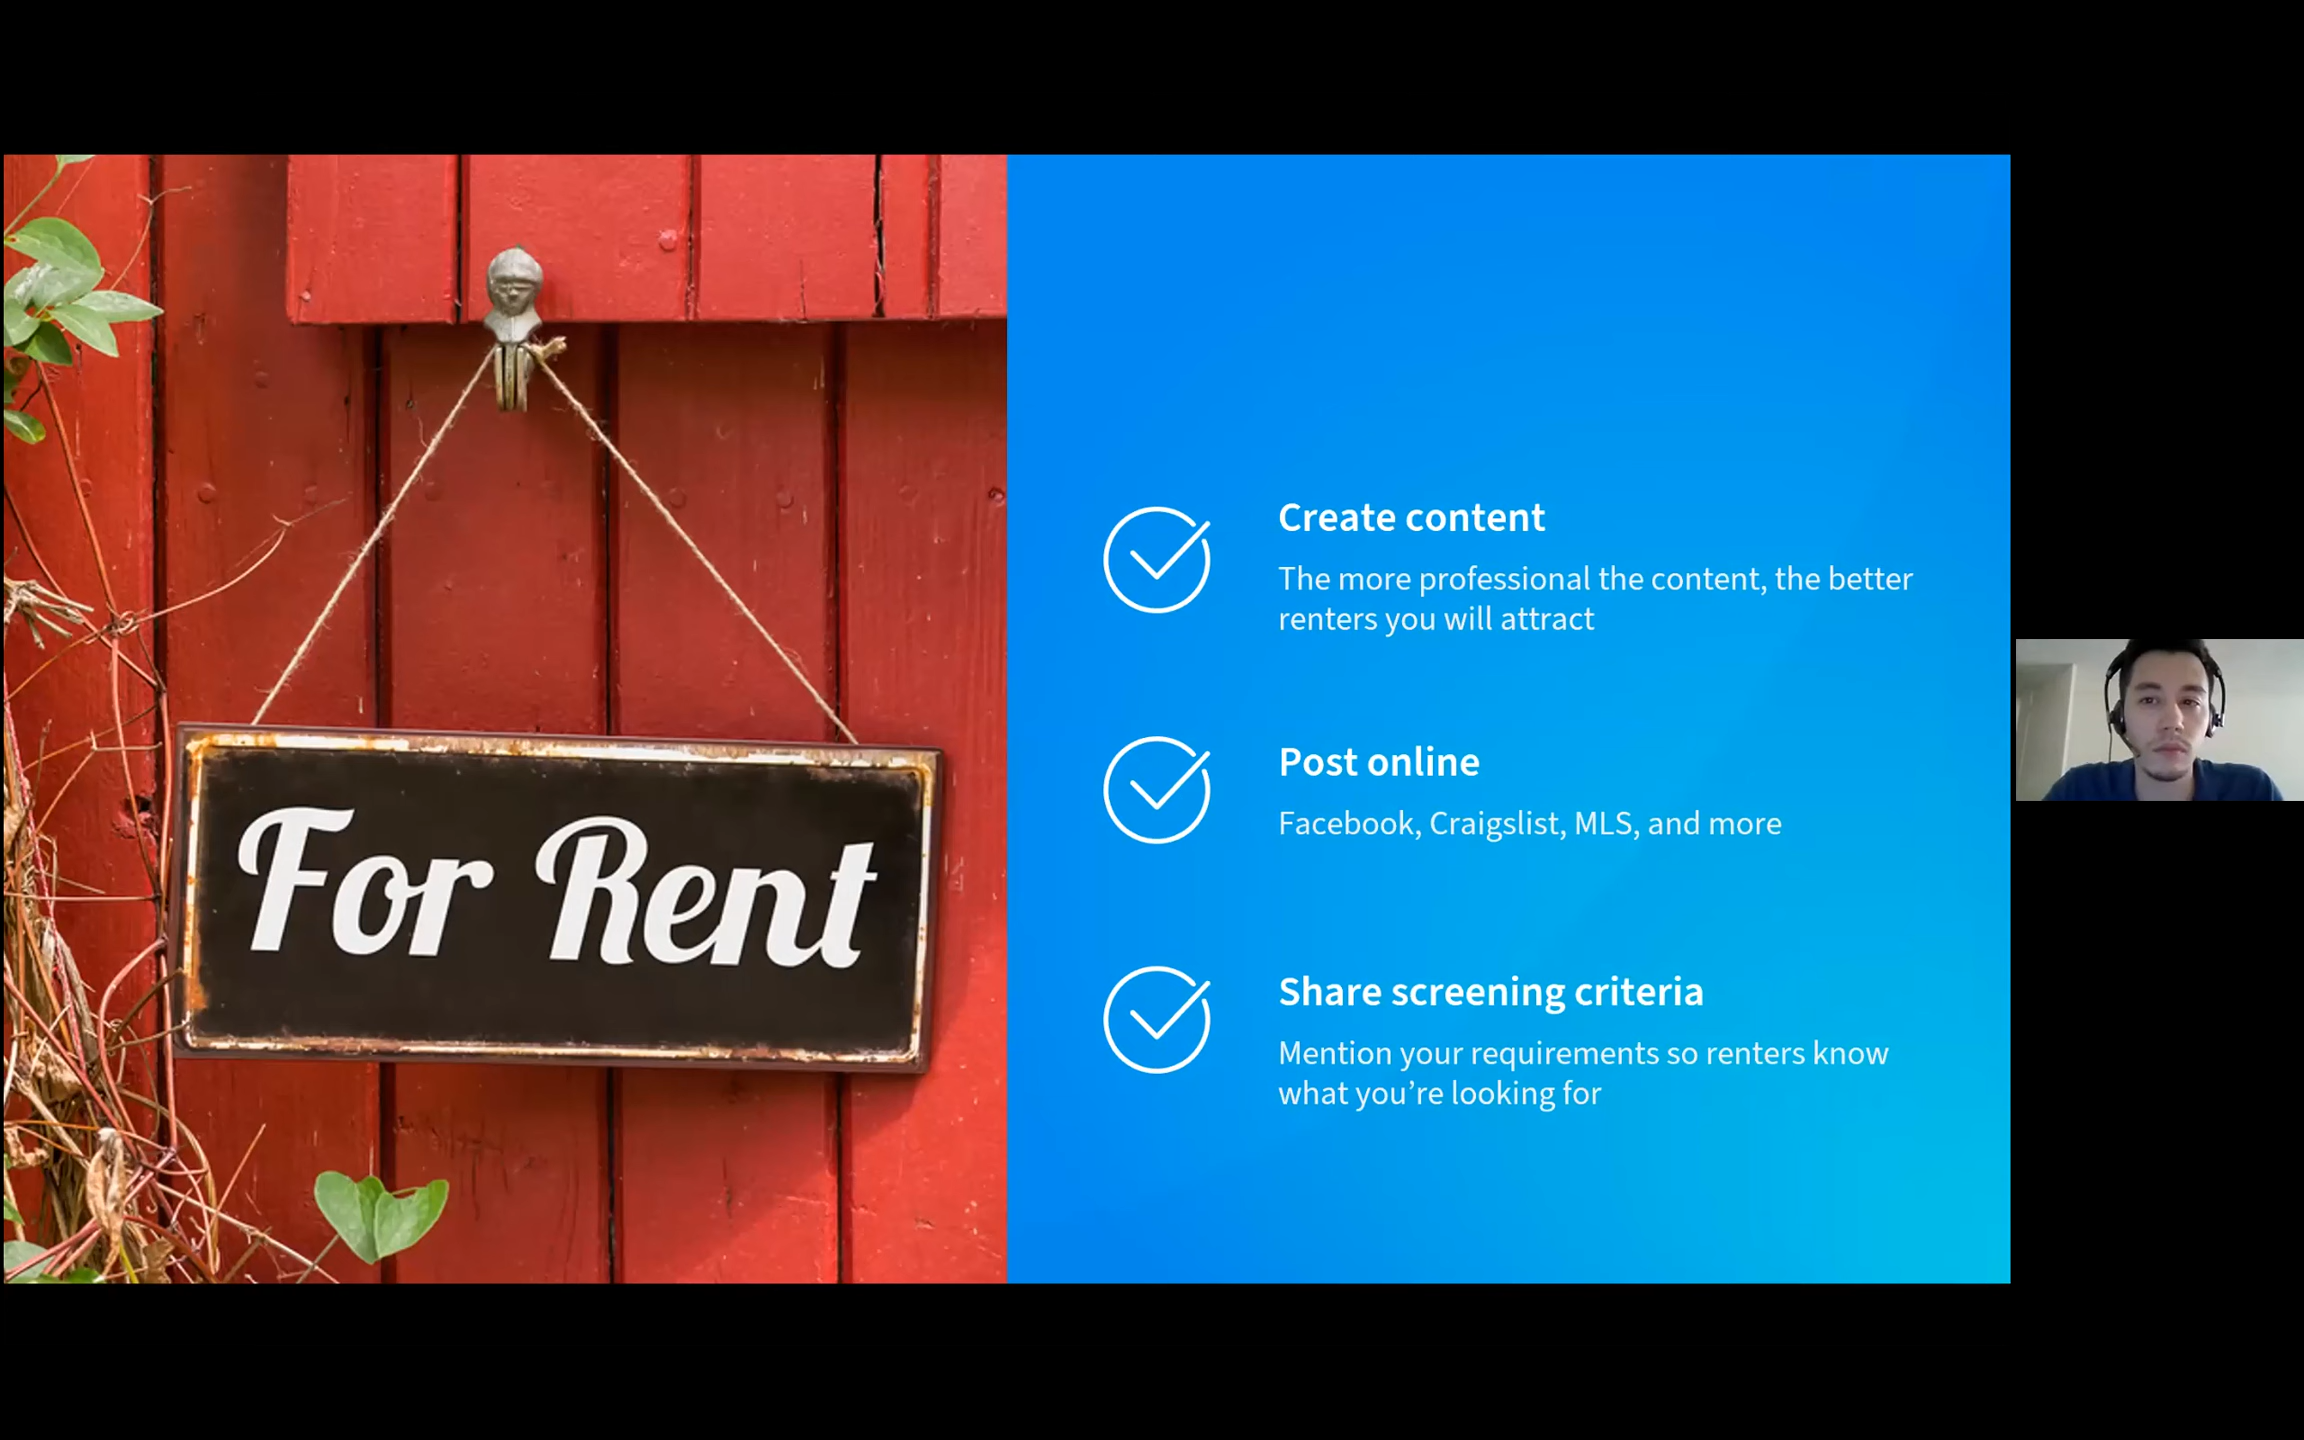 For Rent
Create content
The more professional the content, the better
renters you will attract
Post online
Facebook, Craigslist, MLS, and more
Share screening criteria
Mention your requirements so renters know
what you’re looking for